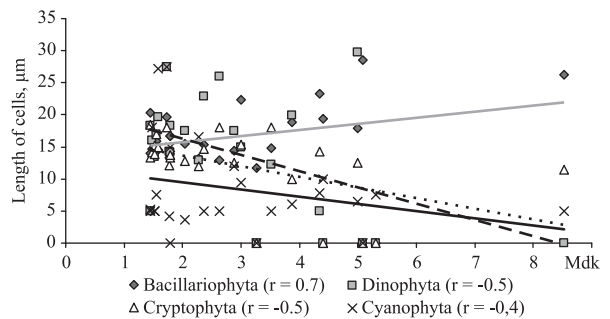 Length of cells, µm
35
30
25
20
15
10
5
0
0 1 2 3 4 5 6 7 8 Mdk
Bacillariophyta (r = 0.7) Dinophyta (r = -0.5)
Cryptophyta (r = -0.5) Cyanophyta (r = -0,4)